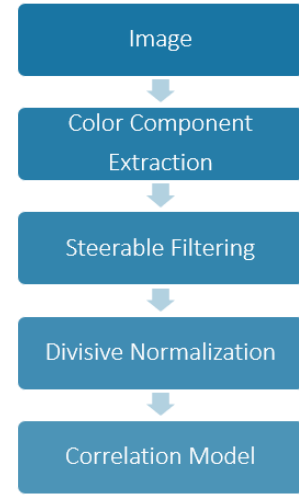 Image
Color Component
Extraction
Steerable Filtering
Divisive Normalization
Correlation Model